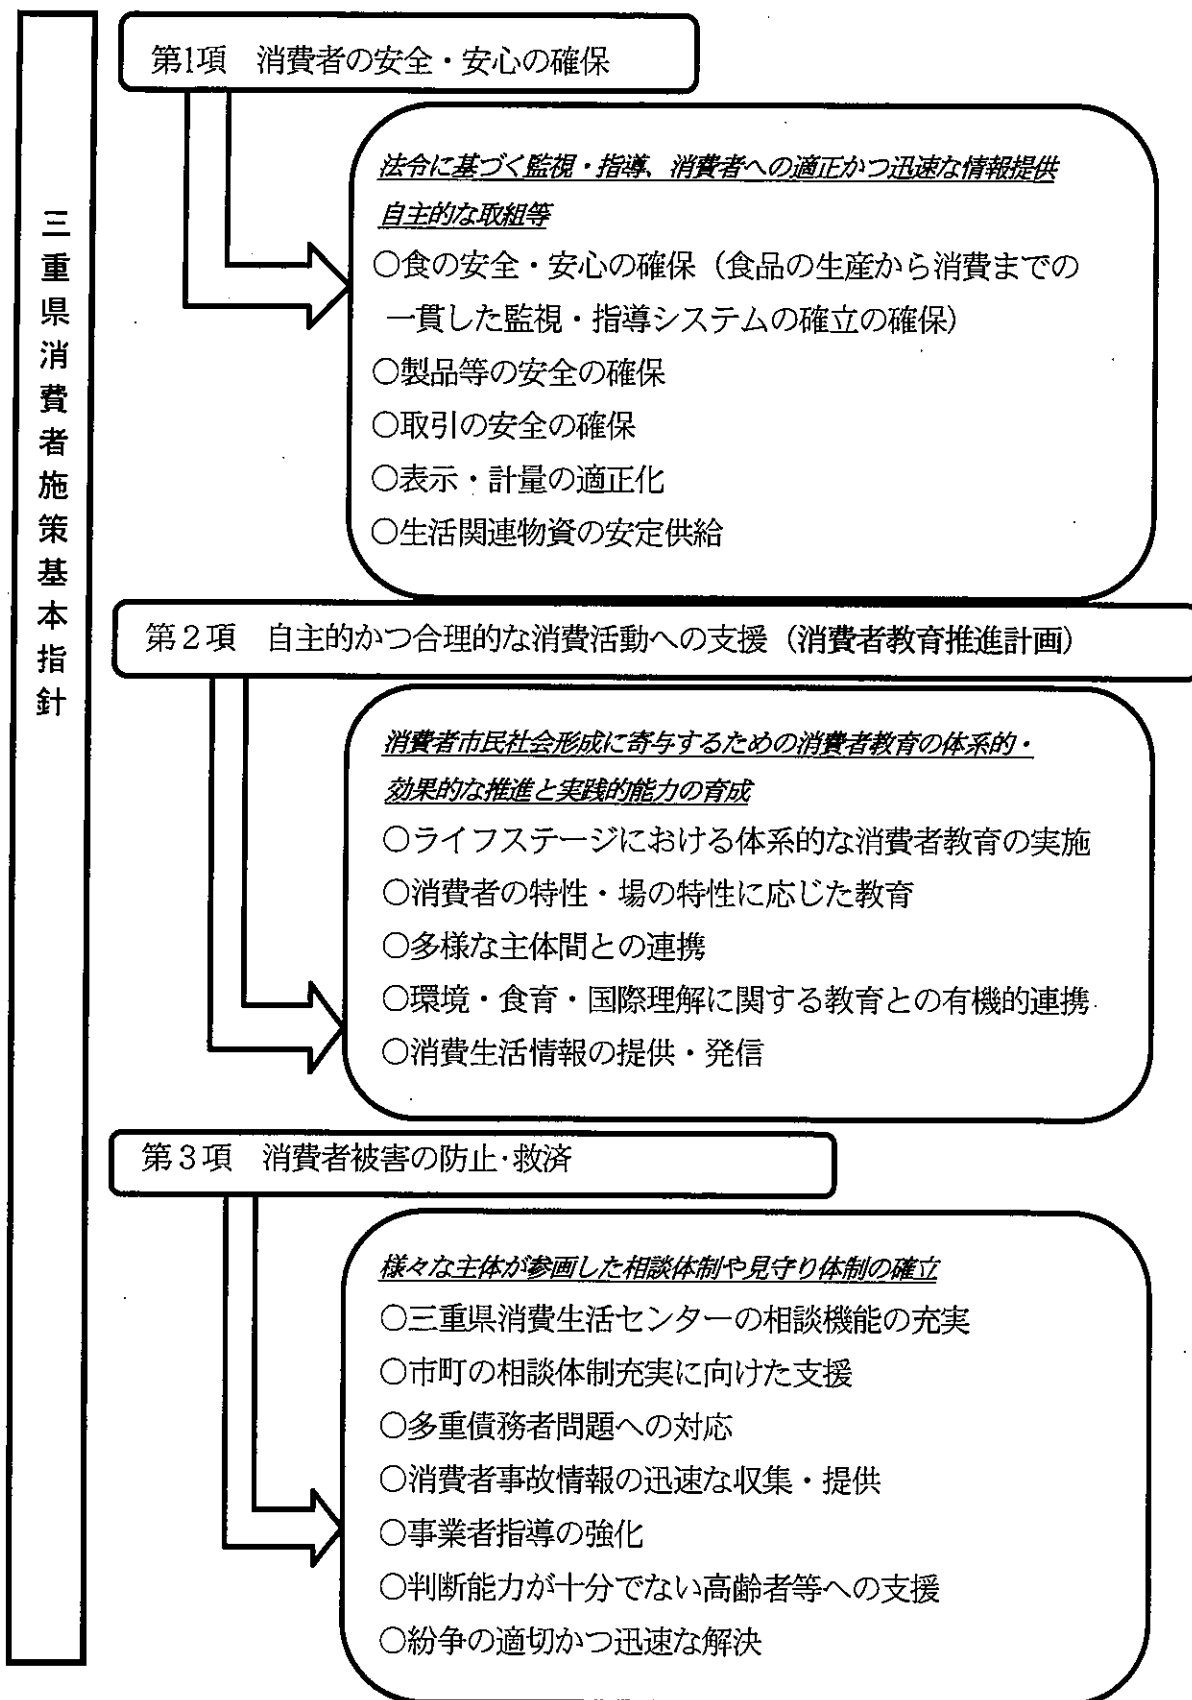 三重県消費者施策基本指針
第1項　消費者の安全・安心の確保
法令に基づく監視・指導、消費者への適正かつ迅速な情報提供
自主的な取組等
○食の安全・安心の確保（食品の生産から消費までの
一貫した監視・指導システムの確立の確保）
○製品等の安全の確保
○取引の安全の確保
○表示・計量の適正化
○生活関連物資の安定供給
第２項　自主的かつ合理的な消費活動への支援（消費者教育推進計画）
消費者市民社会形成に寄与するための消費者教育の体系的・
効果的な推進と実践的能力の育成
○ライフステージにおける体系的な消費者教育の実施
○消費者の特性・場の特性に応じた教育
○多様な主体間との連携
○環境・食育・国際理解に関する教育との有機的連携
○消費生活情報の提供・発信
第３項　消費者被害の防止・救済
様々な主体が参画した相談体制や見守り体制の確立
○三重県消費生活センターの相談機能の充実
○市町の相談体制充実に向けた支援
○多重債務者問題への対応
○消費者事故情報の迅速な収集・提供
○事業者指導の強化
○判断能力が十分でない高齢者等への支援
○紛争の適切かつ迅速な解決